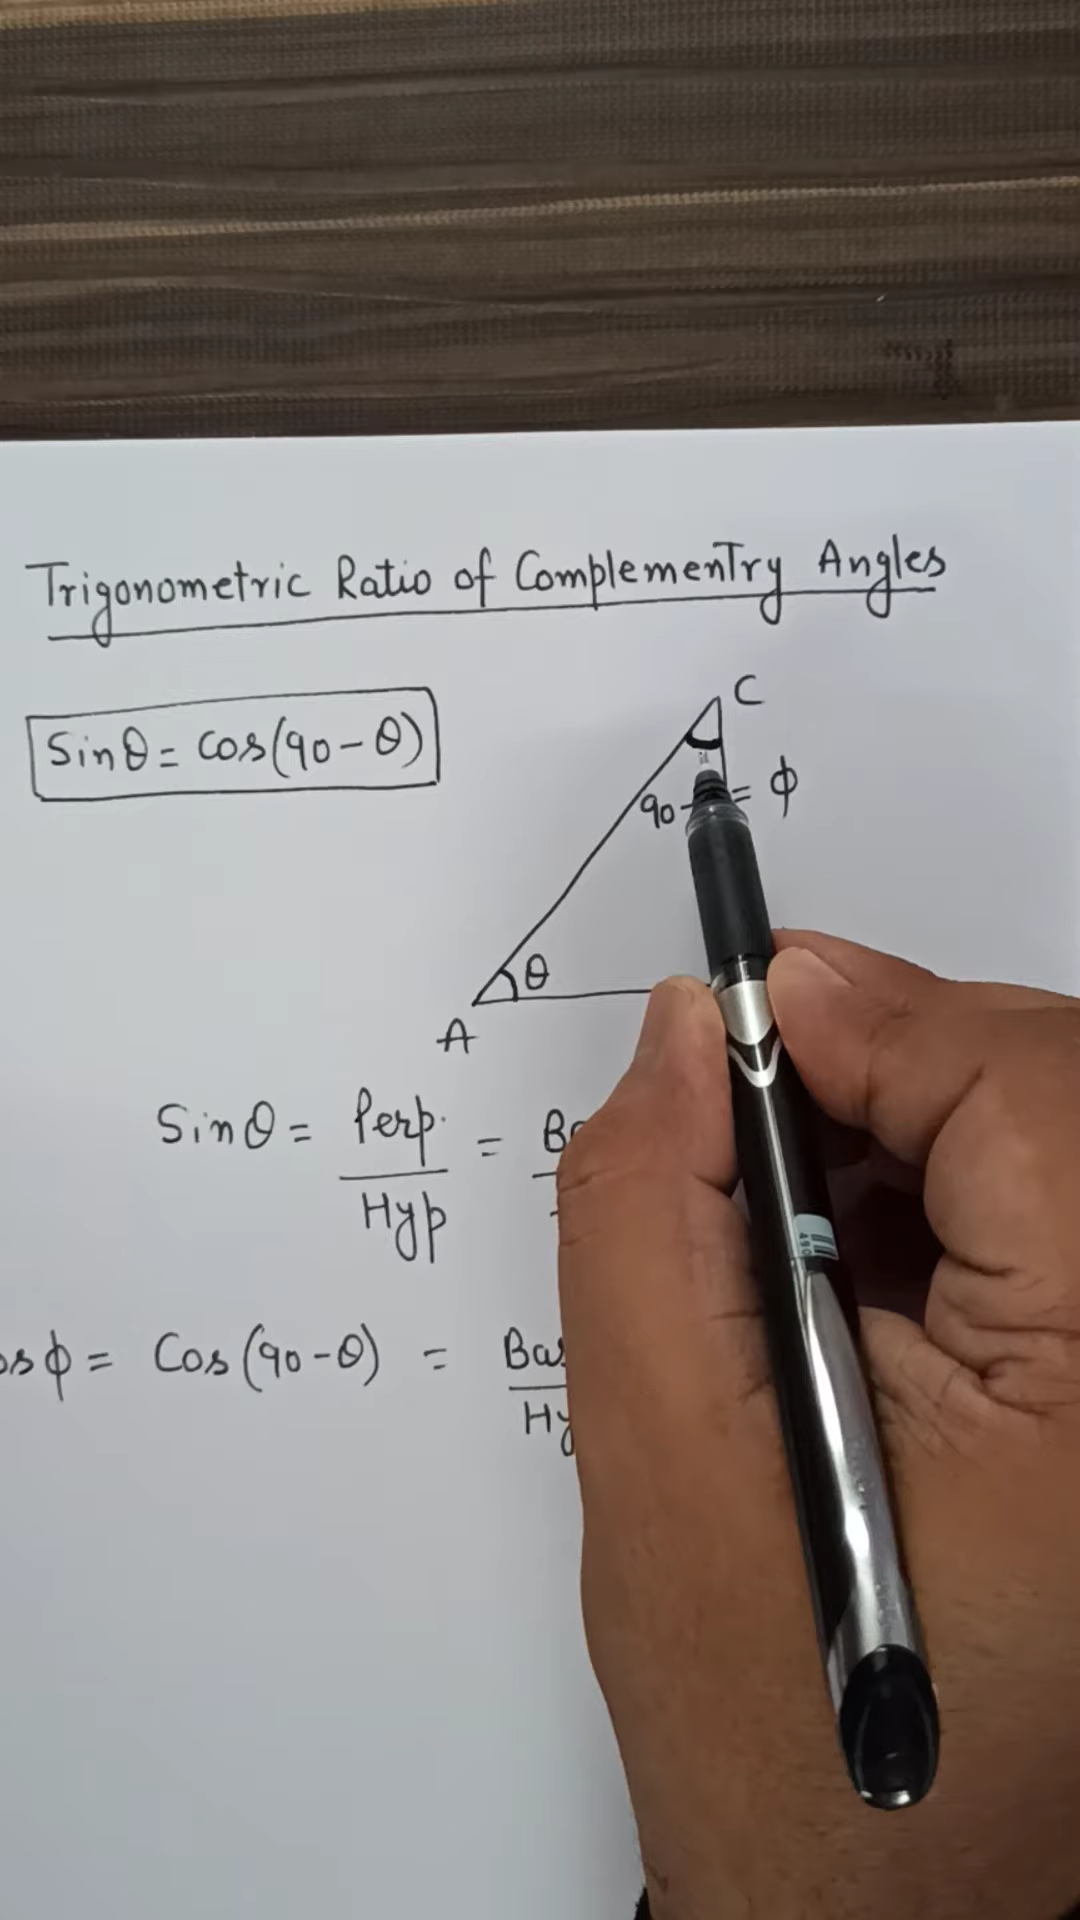 Trigonometric Ratio of Complementry Angles
Sinθ = Cos(90-θ)
C
90- = ϕ
θ
A
Sinθ = Perp. =
Hyp
ϕ = Cos(90-θ) =